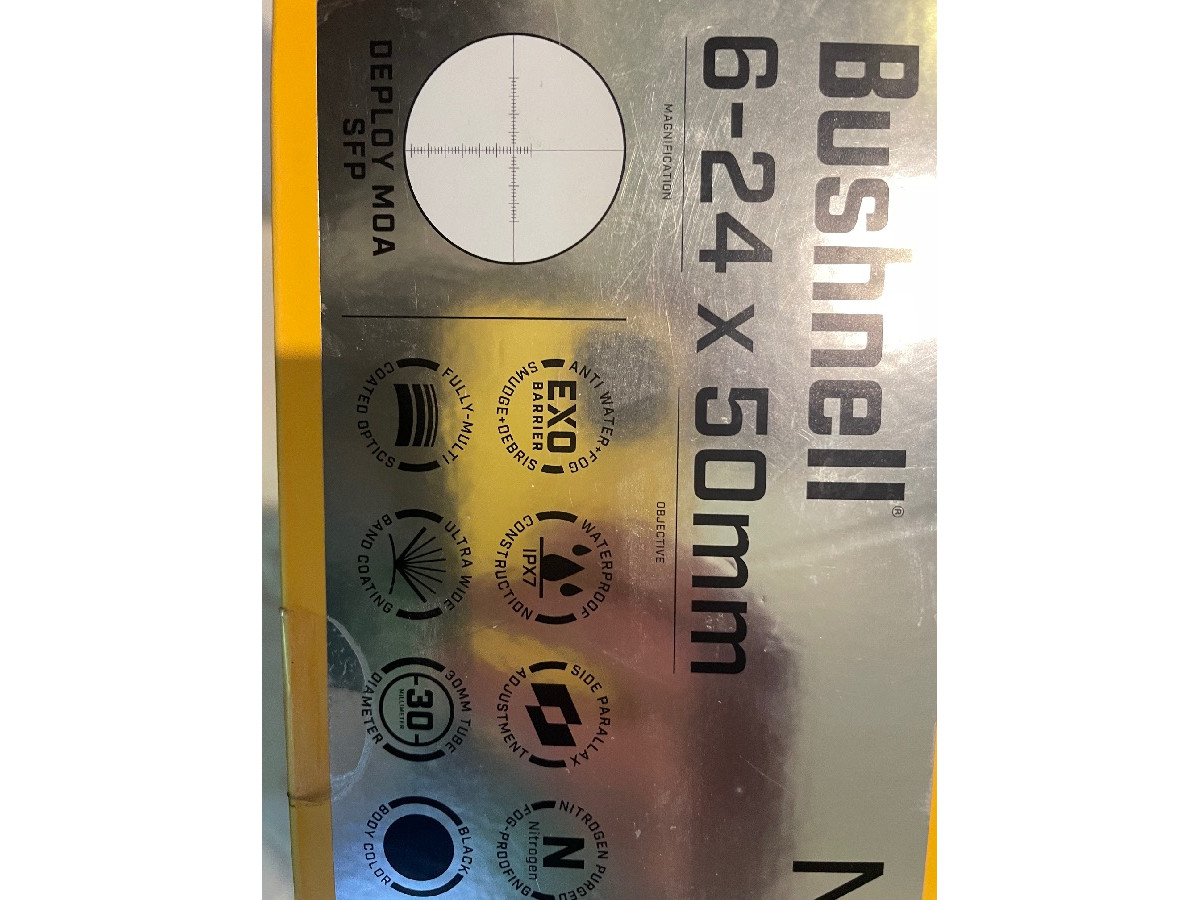 Bushnell®
6-24 x 50mm
MAGNIFICATION
OBJECTIVE
DEPLOY MOA
SFP
ANTI WATER+FOG
EXO
BARRIER
SMUDGE+DEBRIS
WATERPROOF
IPX7
CONSTRUCTION
SIDE PARALLAX
ADJUSTMENT
NITROGEN PURGED
N
Nitrogen
FOG-PROOFING
FULLY-MULTI
COATED OPTICS
ULTRA WIDE
BAND COATING
30MM TUBE
-30-
MILLIMETER
DIAMETER
BLACK
BODY COLOR